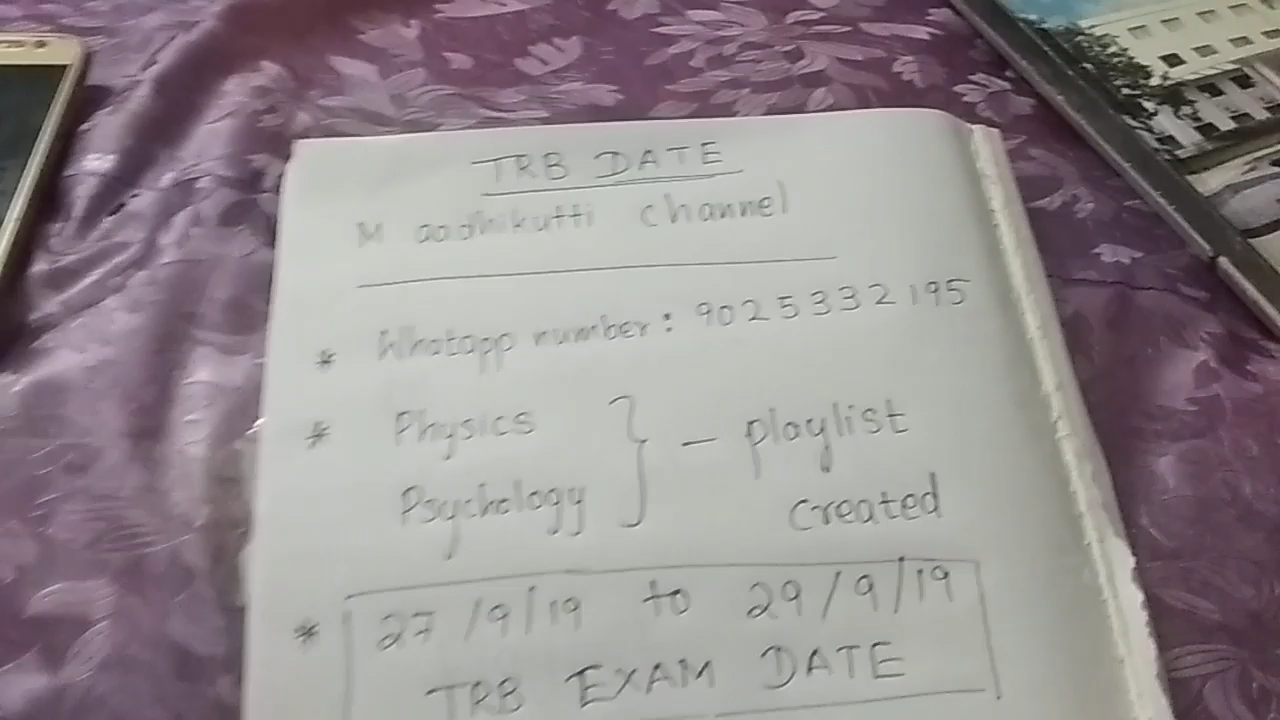 TRB DATE
M aadhikutti channel
* Whatapp number: 9025332195
* Physics } - playlist
Psychology created
* 27/9/19 to 29/9/19
TRB EXAM DATE